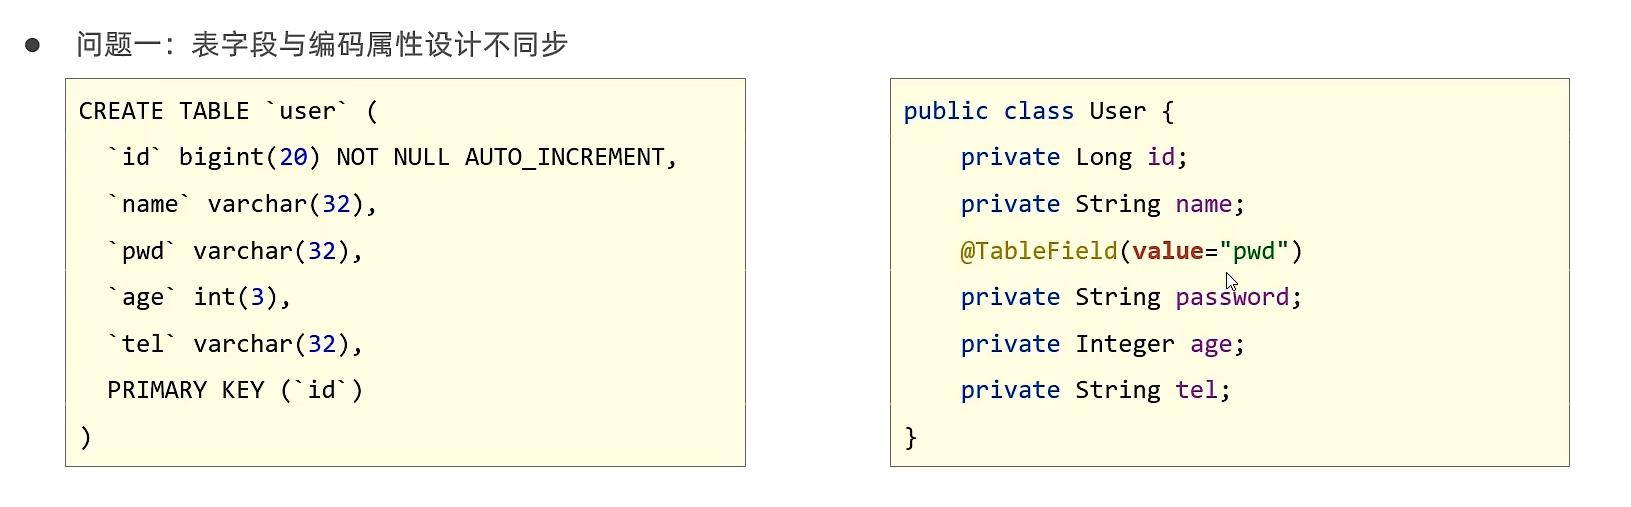 ● 问题一：表字段与编码属性设计不同步
CREATE TABLE `user` (
`id` bigint(20) NOT NULL AUTO_INCREMENT,
`name` varchar(32),
`pwd` varchar(32),
`age` int(3),
`tel` varchar(32),
PRIMARY KEY (`id`)
)
public class User {
private Long id;
private String name;
@TableField(value="pwd")
private String password;
private Integer age;
private String tel;
}